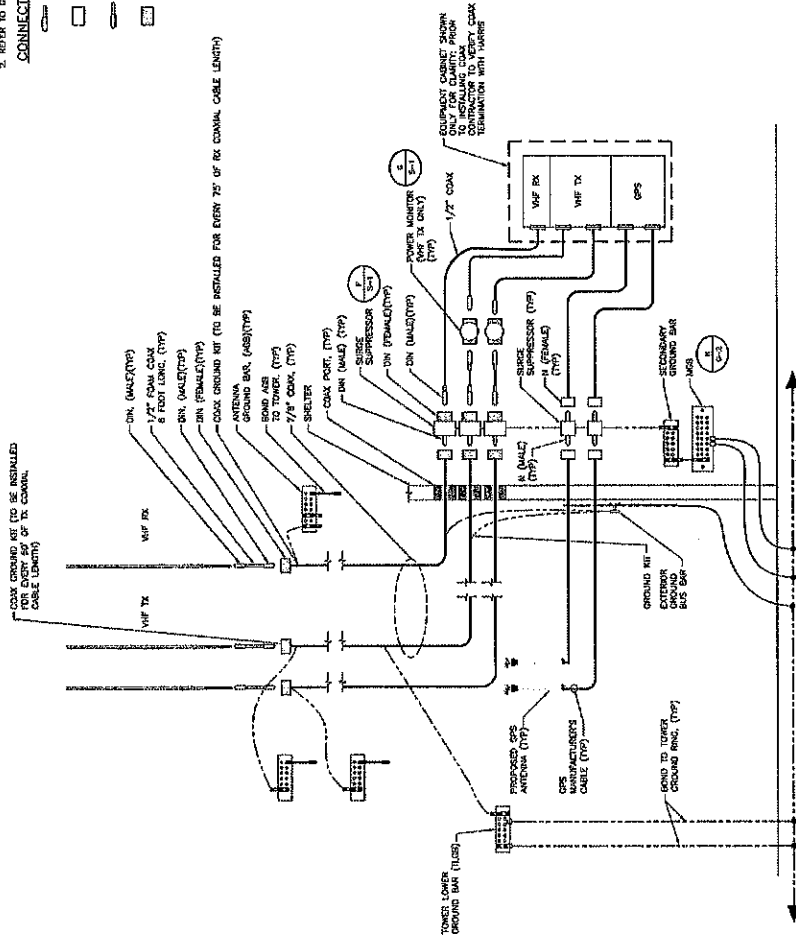 2. REFER TO D
CONNECT
COAX GROUND KIT (TO BE INSTALLED
FOR EVERY 50' OF TX COAXIAL
CABLE LENGTH)
VHF TX
VHF RX
DIN, (MALE)(TYP)
1/2" FOAM COAX
6 FOOT LONG, (TYP)
DIN, (MALE)(TYP)
DIN (FEMALE)(TYP)
COAX GROUND KIT (TO BE INSTALLED FOR EVERY 75' OF RX COAXIAL CABLE LENGTH)
ANTENNA
GROUND BAR, (AGB)(TYP)
BOND AGB
TO TOWER, (TYP)
7/8" COAX, (TYP)
SHELTER
COAX PORT, (TYP)
DIN (MALE) (TYP)
SURGE
SUPPRESSOR
DIN (FEMALE)(TYP)
DIN (MALE)(TYP)
POWER MONITOR
(VHF TX ONLY)
(TYP)
1/2" COAX
EQUIPMENT CABINET SHOWN
ONLY FOR CLARITY; PRIOR
TO INSTALLING COAX
CONTRACTOR TO VERIFY COAX
TERMINATION WITH HARRIS
VHF RX
VHF TX
GPS
SURGE
SUPPRESSOR (TYP)
N (FEMALE)
(TYP)
N (MALE)
(TYP)
SECONDARY
GROUND BAR
MGB
GROUND KIT
EXTERIOR
GROUND
BUS BAR
PROPOSED GPS
ANTENNA (TYP)
GPS
MANUFACTURER'S
CABLE (TYP)
TOWER LOWER
GROUND BAR (TLGB)
BOND TO TOWER
GROUND RING, (TYP)